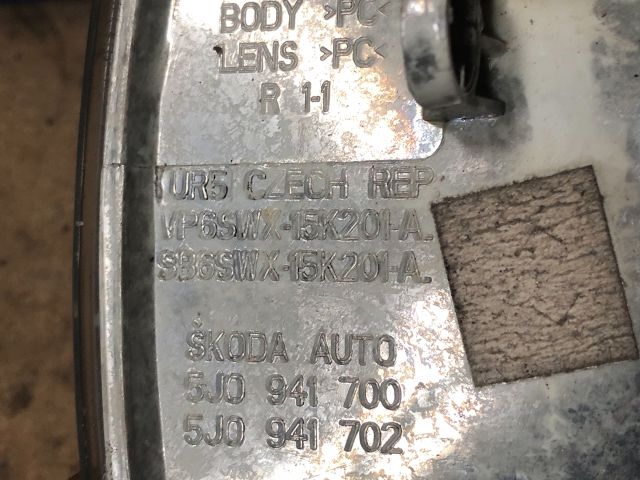 BODY >PC<
LENS >PC<
R 1-1
UR5 CZECH REP
VP6SWX-15K201-A.
SB6SWX-15K201-A.
ŠKODA AUTO
5J0 941 700
5J0 941 702